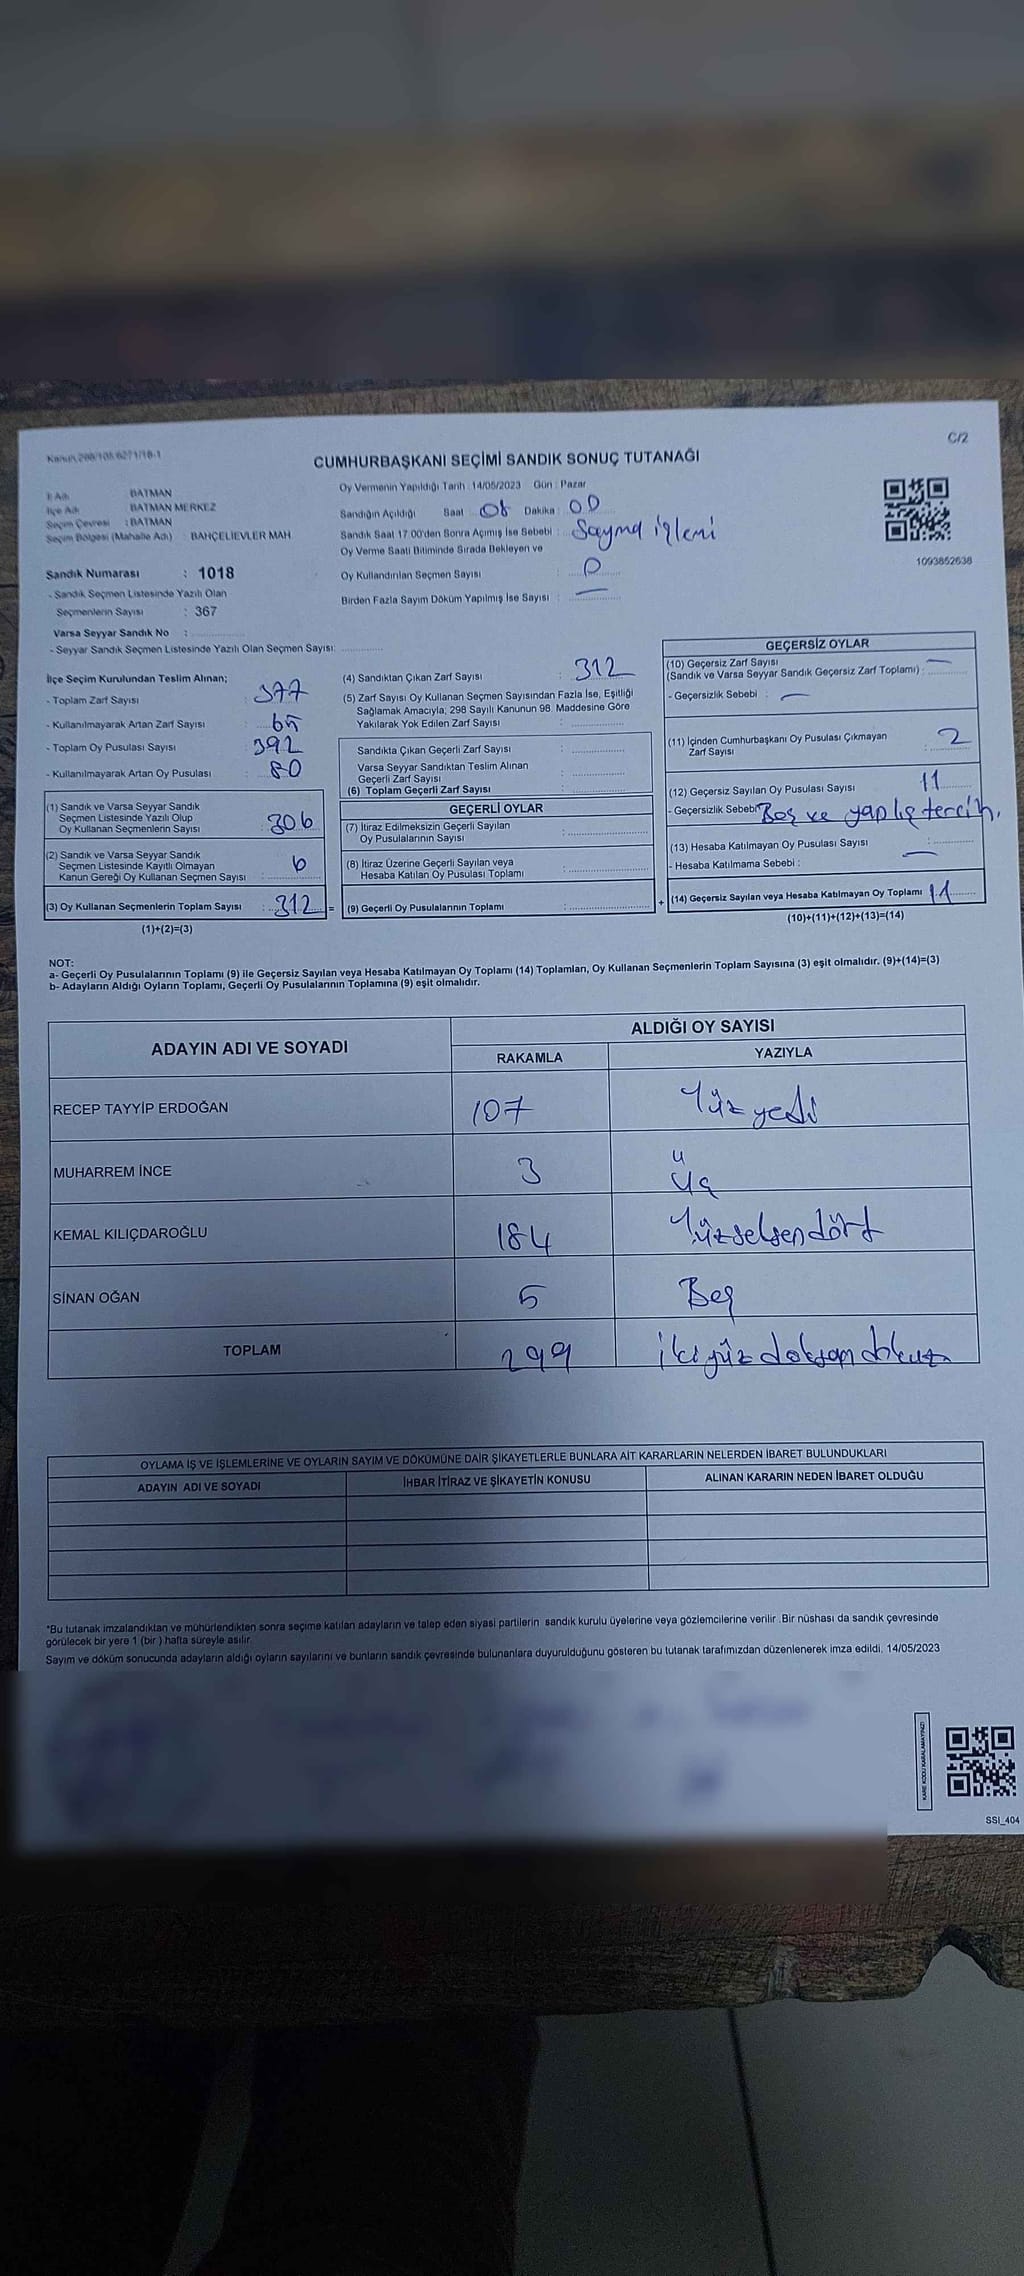 Kanun 298/105/6271/18-1
C/2
CUMHURBAŞKANI SEÇİMİ SANDIK SONUÇ TUTANAĞI
İl Adı BATMAN
İlçe Adı BATMAN MERKEZ
Seçim Çevresi : BATMAN
Seçim Bölgesi (Mahalle Adı) : BAHÇELİEVLER MAH
Sandık Numarası : 1018
- Sandık Seçmen Listesinde Yazılı Olan
Seçmenlerin Sayısı : 367
Varsa Seyyar Sandık No :
- Seyyar Sandık Seçmen Listesinde Yazılı Olan Seçmen Sayısı:
Oy Vermenin Yapıldığı Tarih : 14/05/2023 Gün : Pazar
Sandığın Açıldığı Saat 08 Dakika : 00
Sandık Saat 17:00'den Sonra Açımış İse Sebebi : Sayma işlemi
Oy Verme Saati Bitiminde Sırada Bekleyen ve
Oy Kullandırılan Seçmen Sayısı : 0
Birden Fazla Sayım Döküm Yapılmış İse Sayısı : —
1093852638
İlçe Seçim Kurulundan Teslim Alınan;
- Toplam Zarf Sayısı : 377
- Kullanılmayarak Artan Zarf Sayısı : 65
- Toplam Oy Pusulası Sayısı : 392
- Kullanılmayarak Artan Oy Pusulası : 80
(1) Sandık ve Varsa Seyyar Sandık
Seçmen Listesinde Yazılı Olup
Oy Kullanan Seçmenlerin Sayısı : 306
(2) Sandık ve Varsa Seyyar Sandık
Seçmen Listesinde Kayıtlı Olmayan
Kanun Gereği Oy Kullanan Seçmen Sayısı : 6
(3) Oy Kullanan Seçmenlerin Toplam Sayısı : 312 =
(1)+(2)=(3)
(4) Sandıktan Çıkan Zarf Sayısı : 312
(5) Zarf Sayısı Oy Kullanan Seçmen Sayısından Fazla İse, Eşitliği
Sağlamak Amacıyla; 298 Sayılı Kanunun 98. Maddesine Göre
Yakılarak Yok Edilen Zarf Sayısı :
Sandıkta Çıkan Geçerli Zarf Sayısı :
Varsa Seyyar Sandıktan Teslim Alınan
Geçerli Zarf Sayısı :
(6) Toplam Geçerli Zarf Sayısı :
GEÇERLİ OYLAR
(7) İtiraz Edilmeksizin Geçerli Sayılan
Oy Pusulalarının Sayısı :
(8) İtiraz Üzerine Geçerli Sayılan veya
Hesaba Katılan Oy Pusulası Toplamı :
(9) Geçerli Oy Pusulalarının Toplamı : +
GEÇERSİZ OYLAR
(10) Geçersiz Zarf Sayısı —
(Sandık ve Varsa Seyyar Sandık Geçersiz Zarf Toplamı) :
- Geçersizlik Sebebi : —
(11) İçinden Cumhurbaşkanı Oy Pusulası Çıkmayan
Zarf Sayısı : 2
(12) Geçersiz Sayılan Oy Pusulası Sayısı 11
- Geçersizlik Sebebi Boş ve yaplış tercih.
(13) Hesaba Katılmayan Oy Pusulası Sayısı : —
- Hesaba Katılmama Sebebi :
(14) Geçersiz Sayılan veya Hesaba Katılmayan Oy Toplamı 11
(10)+(11)+(12)+(13)=(14)
NOT:
a- Geçerli Oy Pusulalarının Toplamı (9) ile Geçersiz Sayılan veya Hesaba Katılmayan Oy Toplamı (14) Toplamları, Oy Kullanan Seçmenlerin Toplam Sayısına (3) eşit olmalıdır. (9)+(14)=(3)
b- Adayların Aldığı Oyların Toplamı, Geçerli Oy Pusulalarının Toplamına (9) eşit olmalıdır.
ADAYIN ADI VE SOYADI ALDIĞI OY SAYISI
RAKAMLA YAZIYLA
RECEP TAYYİP ERDOĞAN 107 Yüz yedi
MUHARREM İNCE 3 Üç
KEMAL KILIÇDAROĞLU 184 Yüzseksendört
SİNAN OĞAN 5 Beş
TOPLAM 299 ikiyüz doksan dokuz
OYLAMA İŞ VE İŞLEMLERİNE VE OYLARIN SAYIM VE DÖKÜMÜNE DAİR ŞİKAYETLERLE BUNLARA AİT KARARLARIN NELERDEN İBARET BULUNDUKLARI
ADAYIN ADI VE SOYADI İHBAR İTİRAZ VE ŞİKAYETİN KONUSU ALINAN KARARIN NEDEN İBARET OLDUĞU
*Bu tutanak imzalandıktan ve mühürlendikten sonra seçime katılan adayların ve talep eden siyasi partilerin sandık kurulu üyelerine veya gözlemcilerine verilir. Bir nüshası da sandık çevresinde
görülecek bir yere 1 (bir) hafta süreyle asılır.
Sayım ve döküm sonucunda adayların aldığı oyların sayılarını ve bunların sandık çevresinde bulunanlara duyurulduğunu gösteren bu tutanak tarafımızdan düzenlenerek imza edildi. 14/05/2023
KARE KODU KARALAMAYINIZ!
SSİ_404